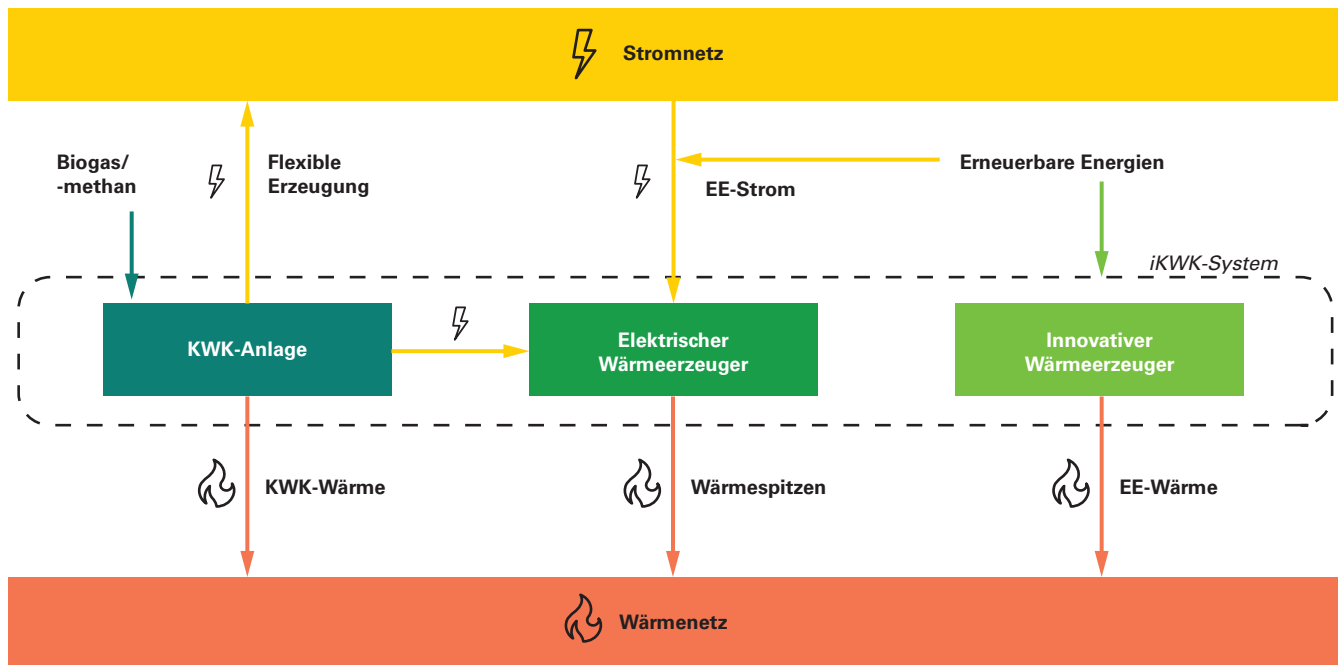 Stromnetz
Biogas/
-methan
Flexible
Erzeugung
EE-Strom
Erneuerbare Energien
iKWK-System
KWK-Anlage
Elektrischer
Wärmeerzeuger
Innovativer
Wärmeerzeuger
KWK-Wärme
Wärmespitzen
EE-Wärme
Wärmenetz